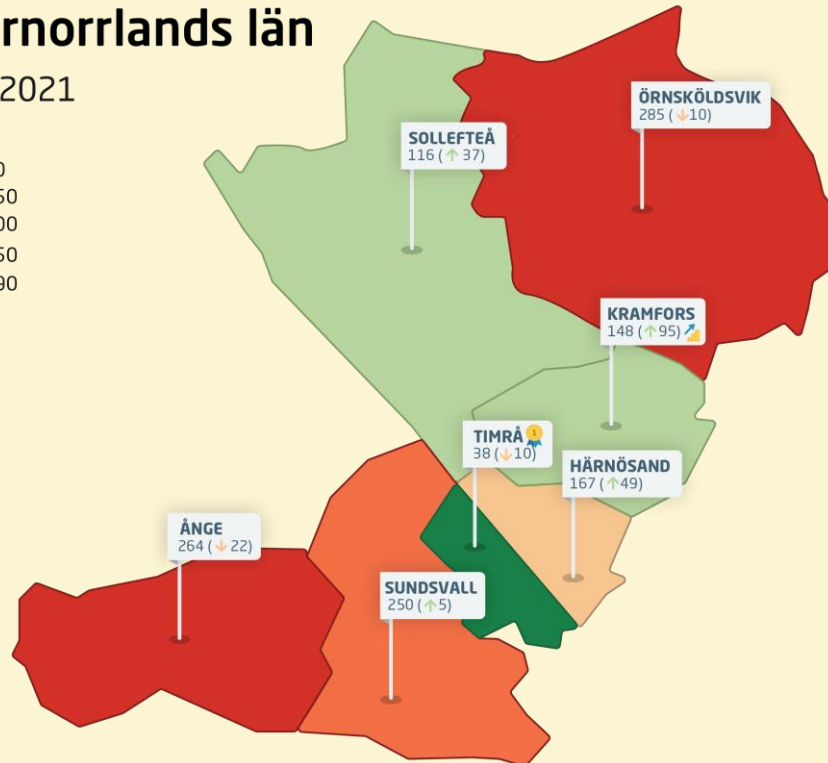 rnorrlands län
2021
0
50
00
50
90
ÖRNSKÖLDSVIK
285 (↓10)
SOLLEFTEÅ
116 (↑ 37)
KRAMFORS
148 (↑95)
TIMRÅ 1
38 (↓10)
HÄRNÖSAND
167 (↑49)
ÅNGE
264 (↓ 22)
SUNDSVALL
250 (↑5)